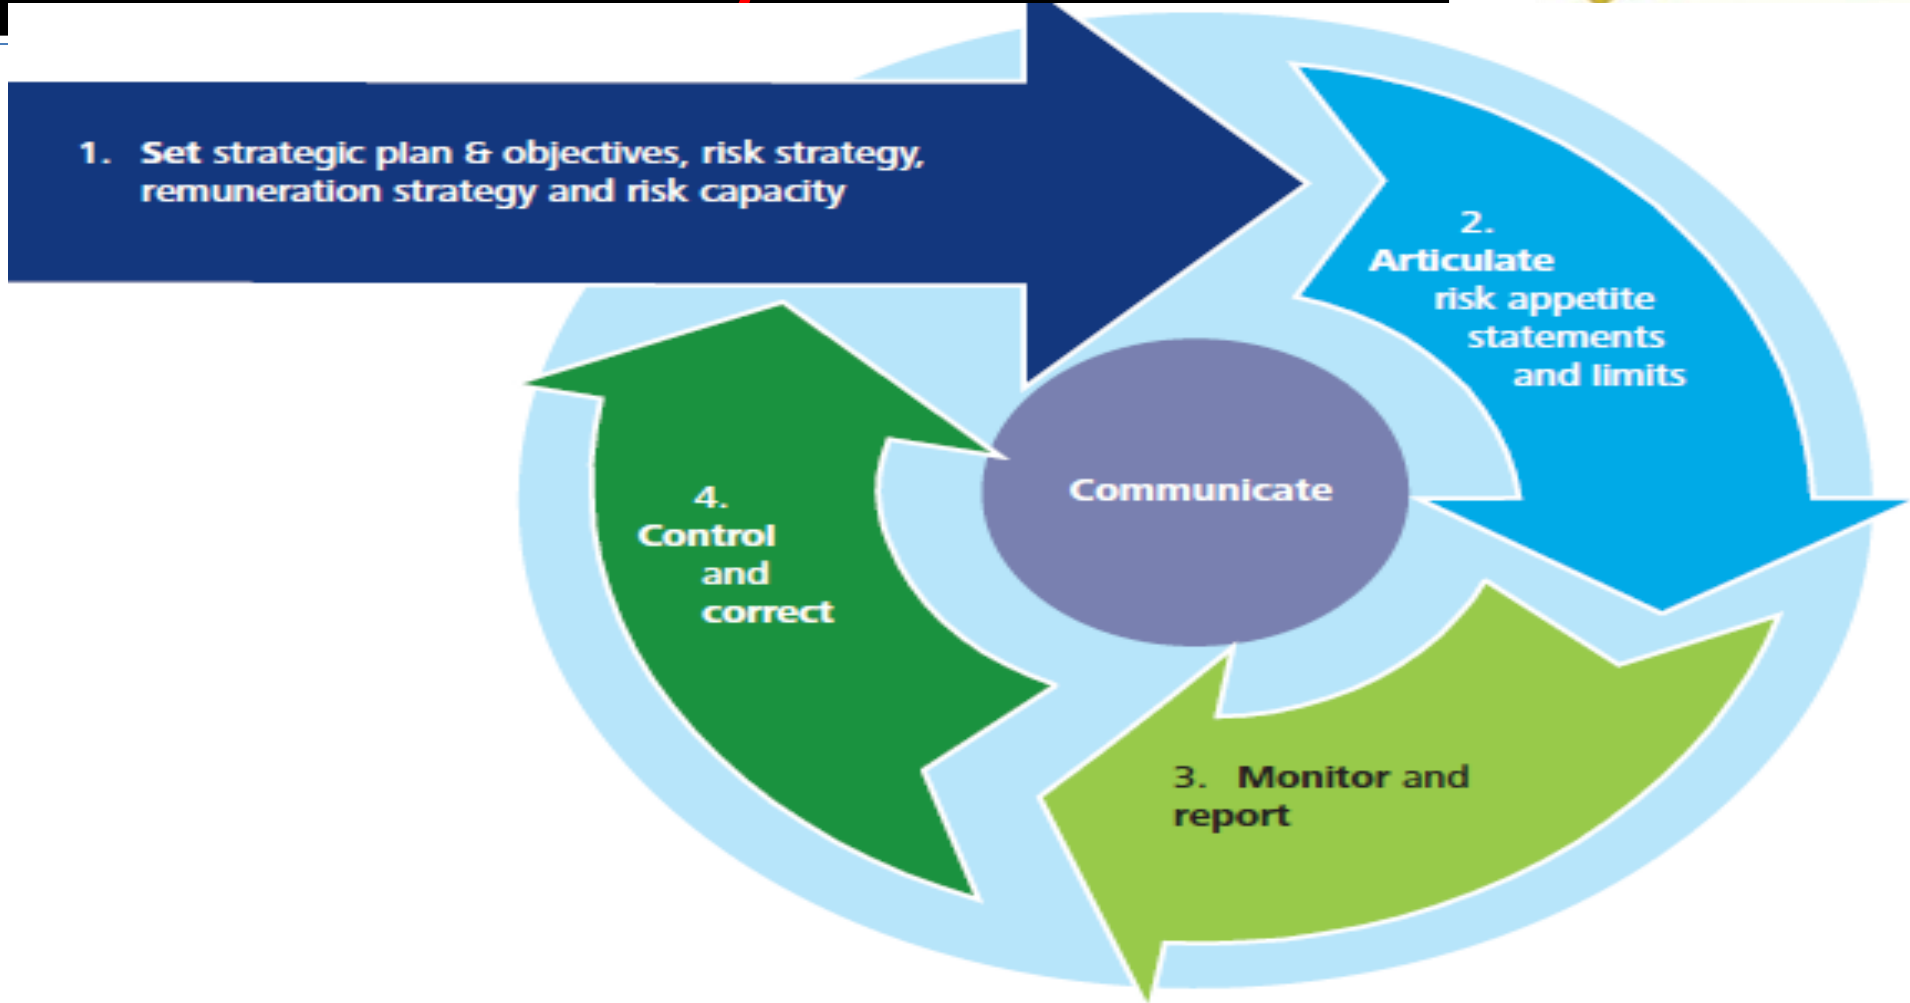 1. Set strategic plan & objectives, risk strategy,
remuneration strategy and risk capacity
2.
Articulate
risk appetite
statements
and limits
Communicate
3. Monitor and
report
4.
Control
and
correct